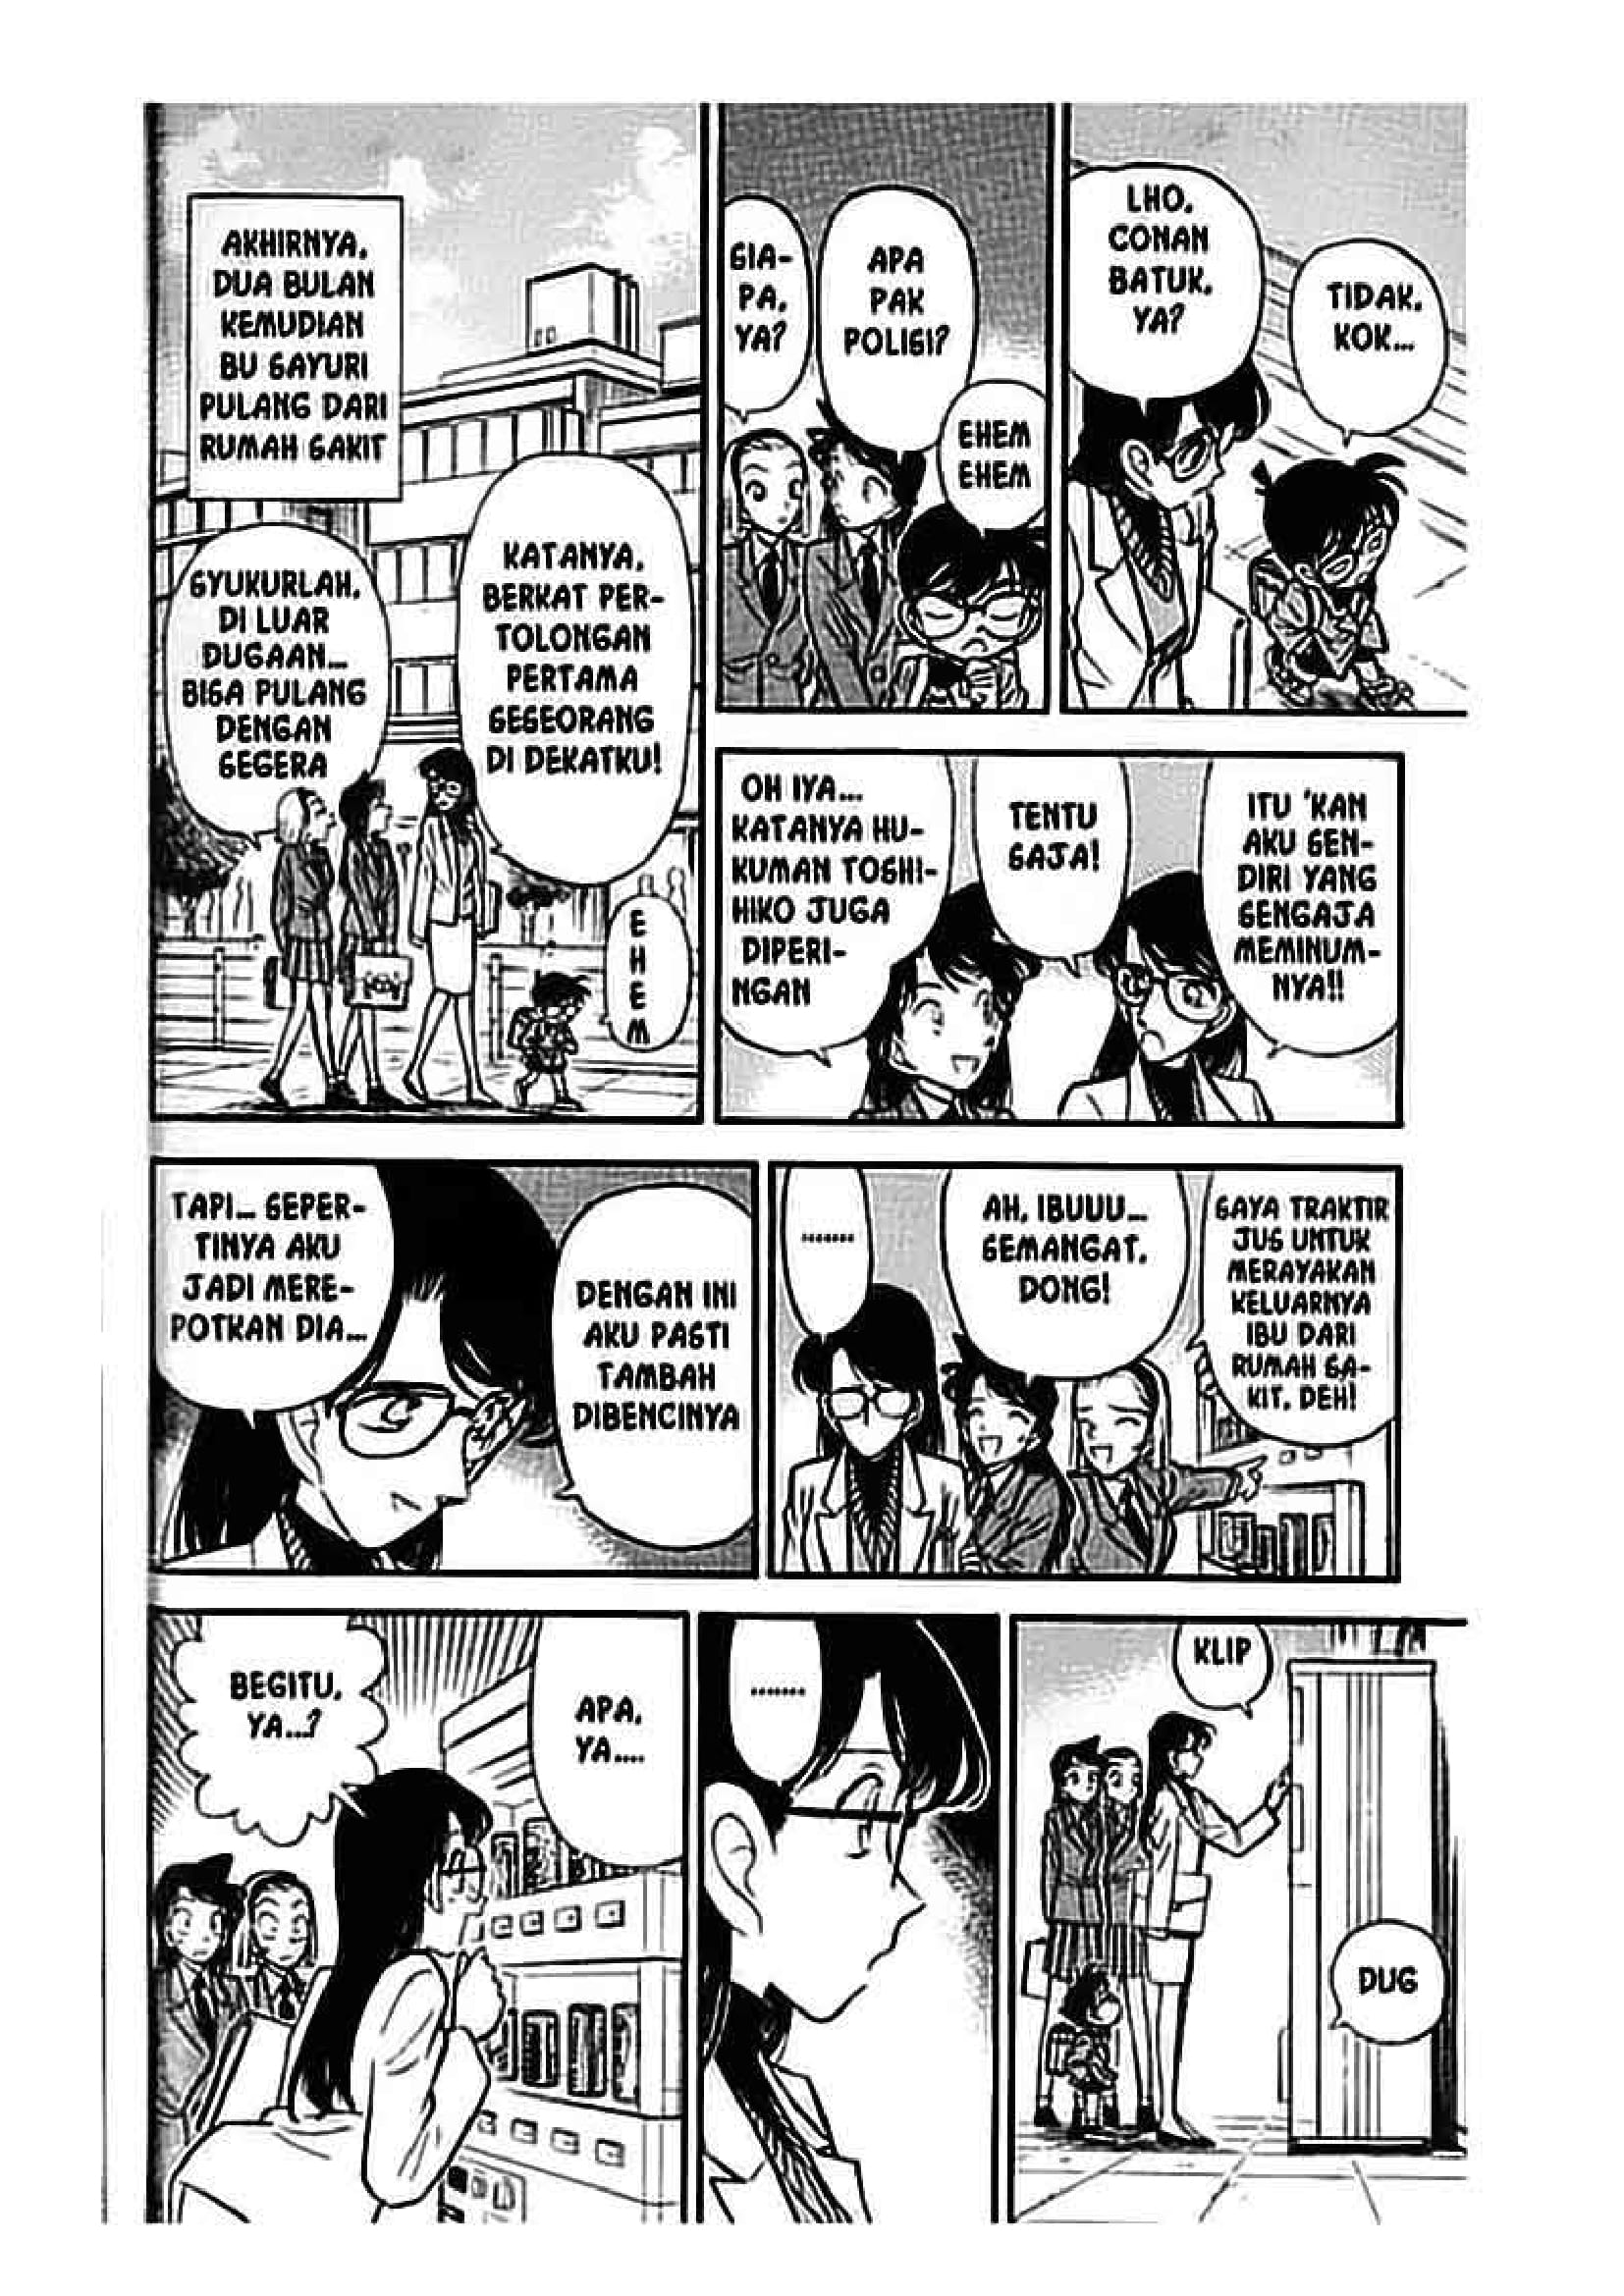 AKHIRNYA,
DUA BULAN
KEMUDIAN
BU SAYURI
PULANG DARI
RUMAH SAKIT
SYUKURLAH,
DI LUAR
DUGAAN...
BISA PULANG
DENGAN
SEGERA
KATANYA,
BERKAT PER-
TOLONGAN
PERTAMA
SESEORANG
DI DEKATKU!
E
H
E
M
SIA-
PA,
YA?
APA
PAK
POLISI?
EHEM
EHEM
LHO,
CONAN
BATUK,
YA?
TIDAK,
KOK...
OH IYA...
KATANYA HU-
KUMAN TOSHI-
HIKO JUGA
DIPERI-
NGAN
TENTU
SAJA!
ITU 'KAN
AKU SEN-
DIRI YANG
SENGAJA
MEMINUM-
NYA!!
TAPI... SEPER-
TINYA AKU
JADI MERE-
POTKAN DIA...
DENGAN INI
AKU PASTI
TAMBAH
DIBENCINYA
.......
AH, IBUUU...
SEMANGAT,
DONG!
SAYA TRAKTIR
JUS UNTUK
MERAYAKAN
KELUARNYA
IBU DARI
RUMAH SA-
KIT, DEH!
BEGITU,
YA...?
APA,
YA....
.......
KLIP
DUG